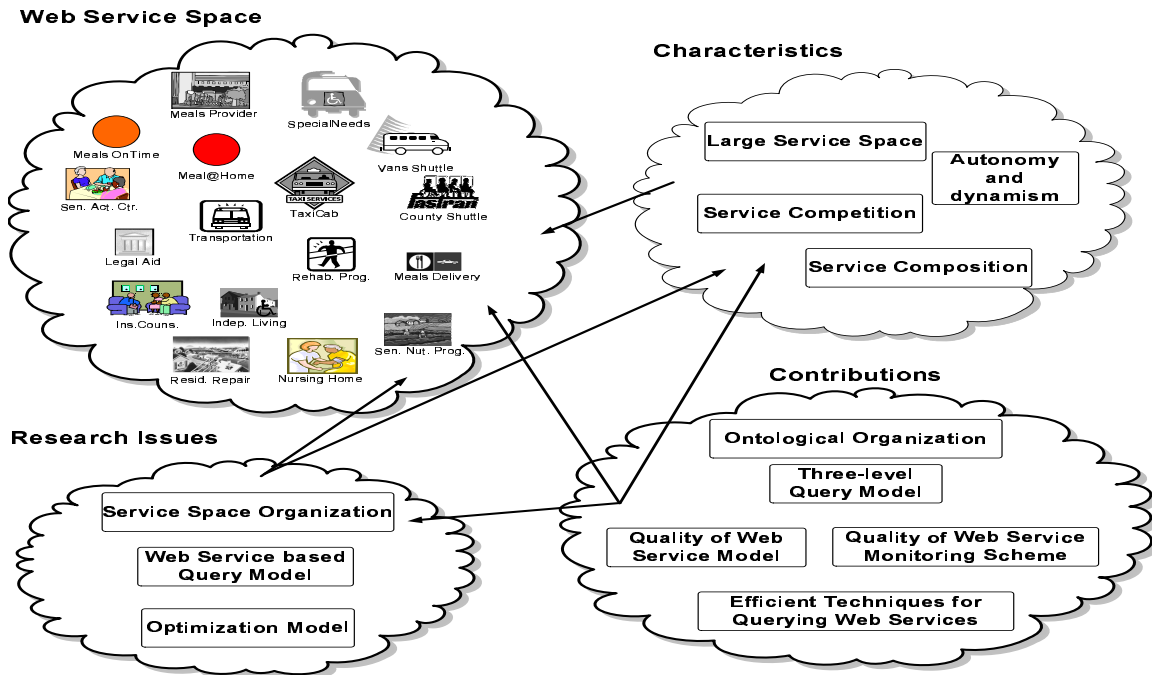 Web Service Space
Meals Provider
SpecialNeeds
Meals OnTime
Meal@Home
Vans Shuttle
Sen. Act. Ctr.
TAXI SERVICES
TaxiCab
Fastran
County Shuttle
Transportation
Legal Aid
Rehab. Prog.
Meals Delivery
Ins.Couns.
Indep. Living
Sen. Nut. Prog.
Resid. Repair
Nursing Home
Characteristics
Large Service Space
Autonomy
and
dynamism
Service Competition
Service Composition
Research Issues
Service Space Organization
Web Service based
Query Model
Optimization Model
Contributions
Ontological Organization
Three-level
Query Model
Quality of Web
Service Model
Quality of Web Service
Monitoring Scheme
Efficient Techniques for
Querying Web Services